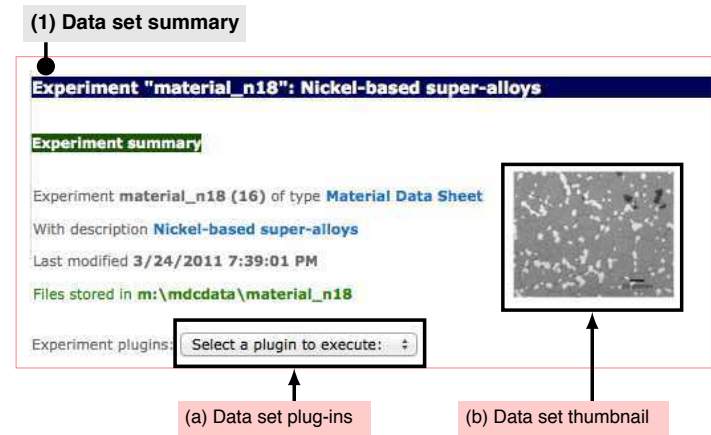 (1) Data set summary
Experiment "material_n18": Nickel-based super-alloys
Experiment summary
Experiment material_n18 (16) of type Material Data Sheet
With description Nickel-based super-alloys
Last modified 3/24/2011 7:39:01 PM
Files stored in m:\mdcdata\material_n18
Experiment plugins: Select a plugin to execute:
(a) Data set plug-ins
(b) Data set thumbnail